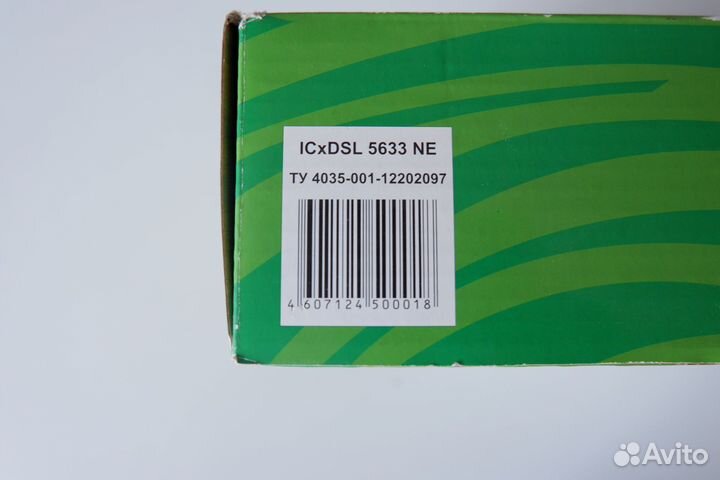 ICxDSL 5633 NE
ТУ 4035-001-12202097
4 607124 500018
Avito